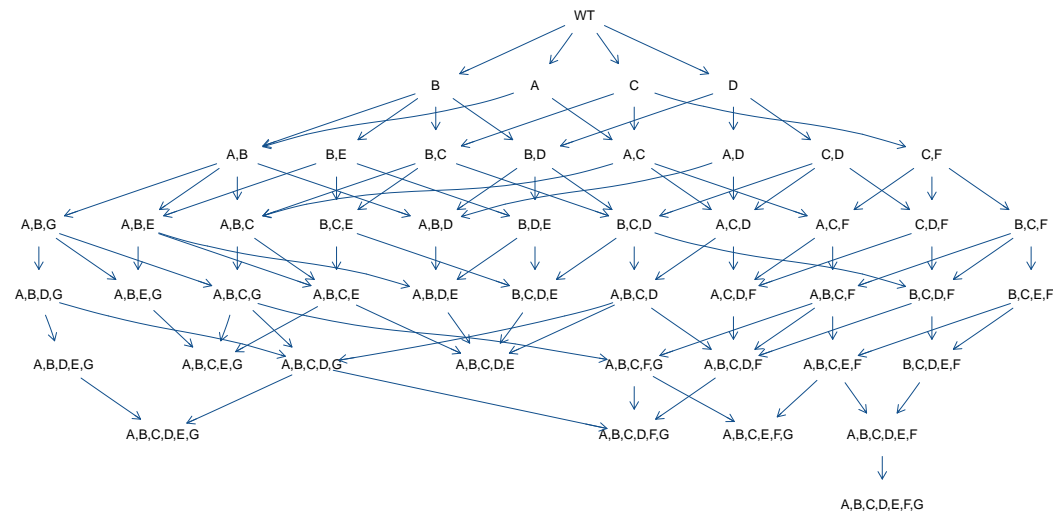 WT
B A C D
A,B B,E B,C B,D A,C A,D C,D C,F
A,B,G A,B,E A,B,C B,C,E A,B,D B,D,E B,C,D A,C,D A,C,F C,D,F B,C,F
A,B,D,G A,B,E,G A,B,C,G A,B,C,E A,B,D,E B,C,D,E A,B,C,D A,C,D,F A,B,C,F B,C,D,F B,C,E,F
A,B,D,E,G A,B,C,E,G A,B,C,D,G A,B,C,D,E A,B,C,F,G A,B,C,D,F A,B,C,E,F B,C,D,E,F
A,B,C,D,E,G A,B,C,D,F,G A,B,C,E,F,G A,B,C,D,E,F
A,B,C,D,E,F,G